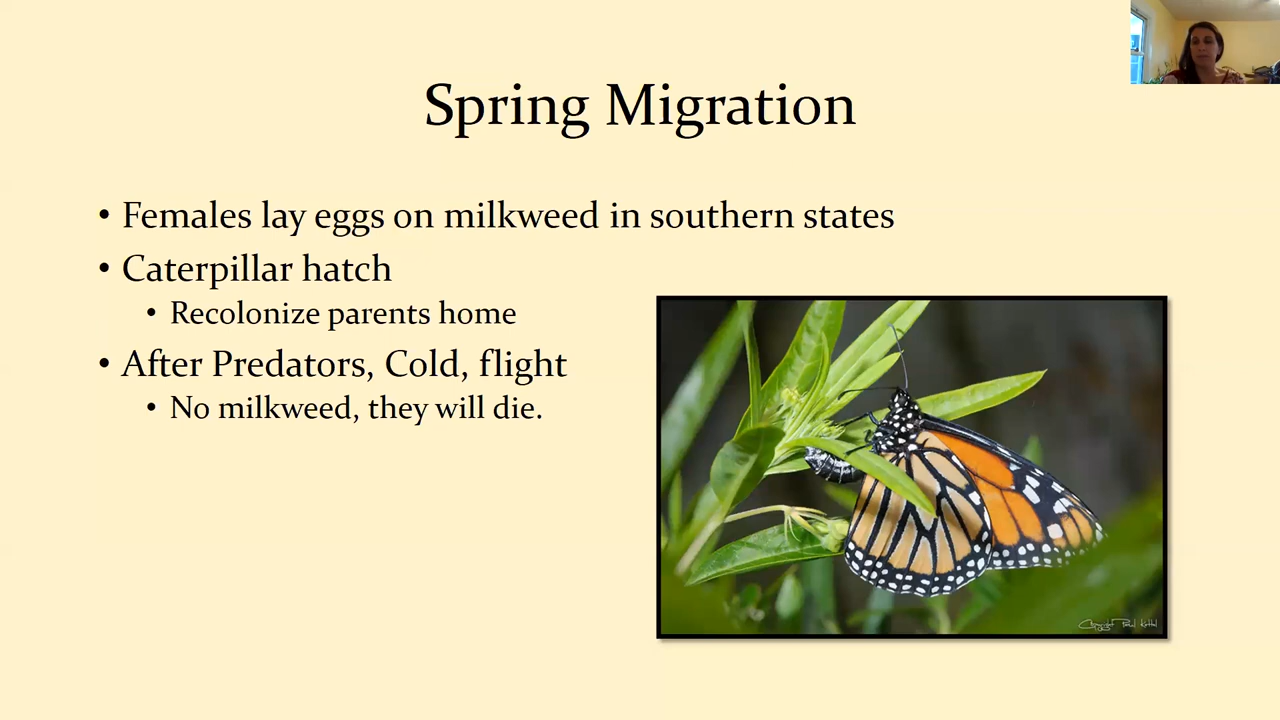 Spring Migration
• Females lay eggs on milkweed in southern states
• Caterpillar hatch
• Recolonize parents home
• After Predators, Cold, flight
• No milkweed, they will die.
Copyright